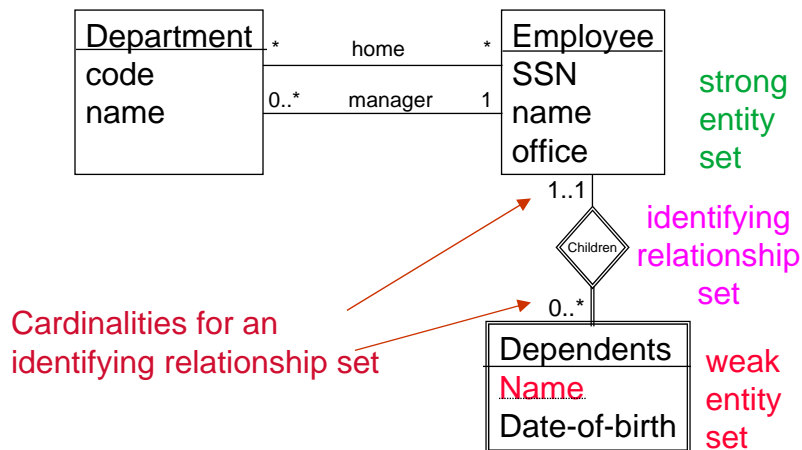 Department
code
name
* home *
0..* manager 1
Employee
SSN
name
office
strong
entity
set
1..1
Children
identifying
relationship
set
0..*
Cardinalities for an
identifying relationship set
Dependents
Name
Date-of-birth
weak
entity
set